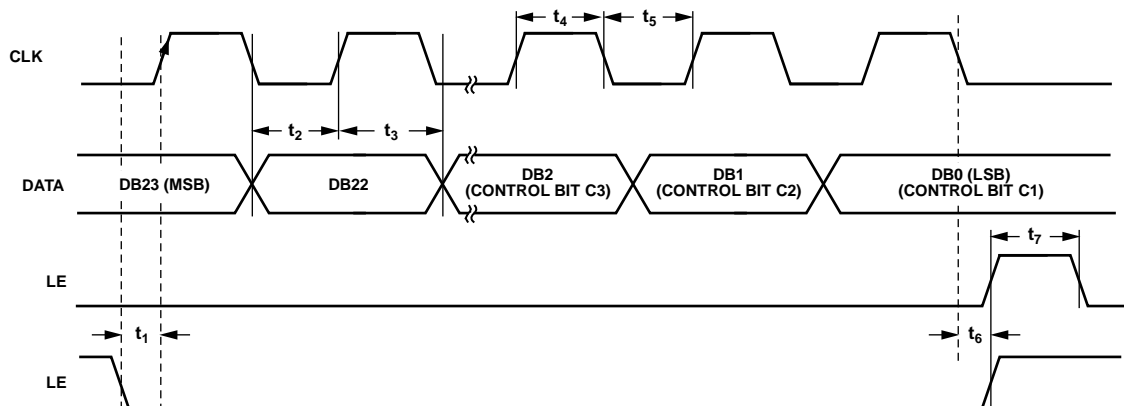 t4
t5
CLK
t2
t3
DATA
DB23 (MSB)
DB22
DB2
(CONTROL BIT C3)
DB1
(CONTROL BIT C2)
DB0 (LSB)
(CONTROL BIT C1)
t7
LE
t1
t6
LE